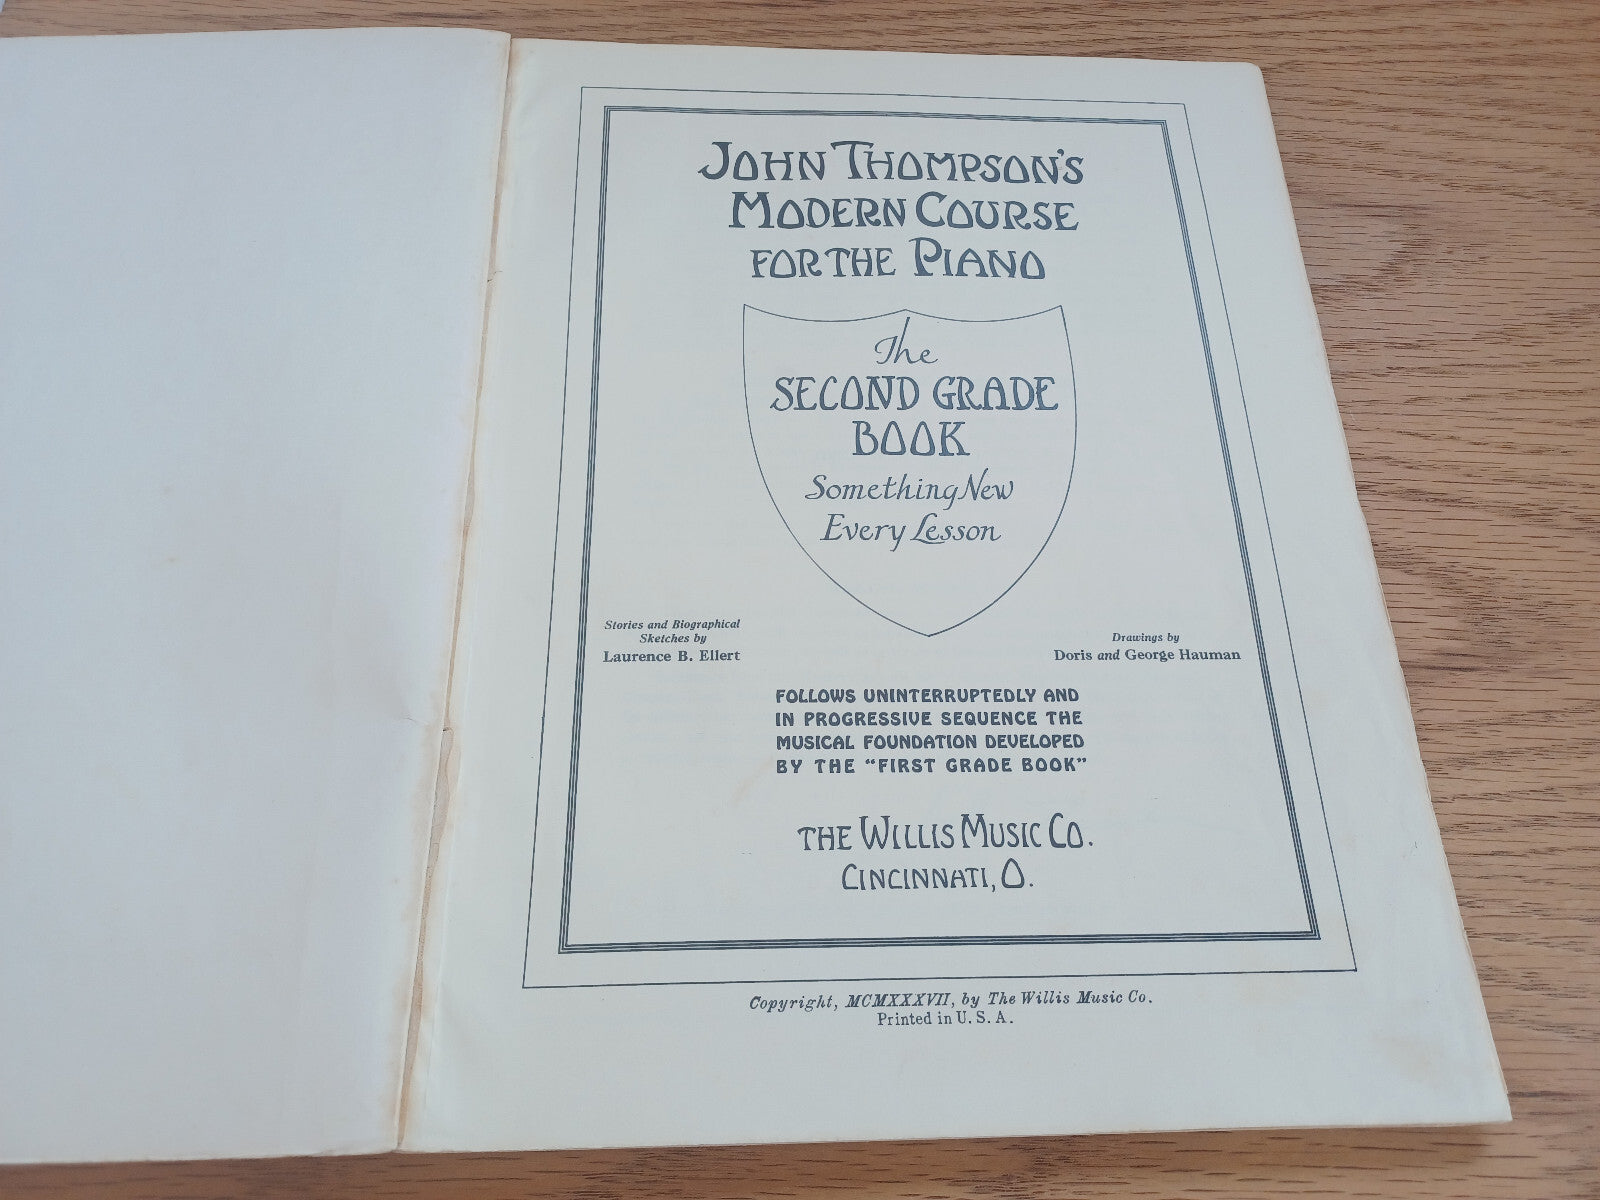 JOHN THOMPSON'S
MODERN COURSE
FOR THE PIANO
The
SECOND GRADE
BOOK
Something New
Every Lesson
Stories and Biographical
Sketches by
Laurence B. Ellert
Drawings by
Doris and George Hauman
FOLLOWS UNINTERRUPTEDLY AND
IN PROGRESSIVE SEQUENCE THE
MUSICAL FOUNDATION DEVELOPED
BY THE "FIRST GRADE BOOK"
THE WILLIS MUSIC CO.
CINCINNATI, O.
Copyright, MCMXXXVII, by The Willis Music Co.
Printed in U. S. A.